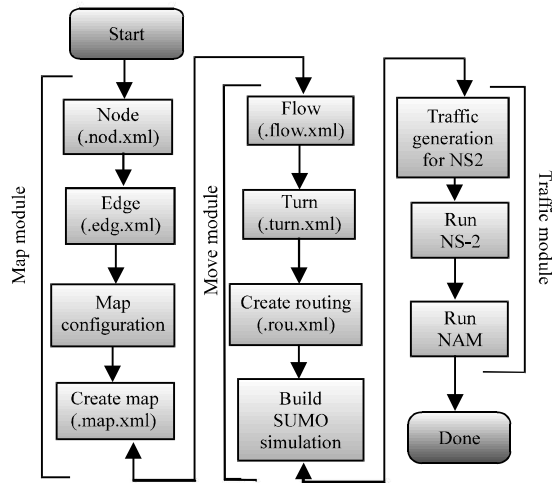 Start
Map module
Node
(.nod.xml)
Edge
(.edg.xml)
Map
configuration
Create map
(.map.xml)
Move module
Flow
(.flow.xml)
Turn
(.turn.xml)
Create routing
(.rou.xml)
Build
SUMO
simulation
Traffic
generation
for NS2
Run
NS-2
Run
NAM
Done
Traffic module